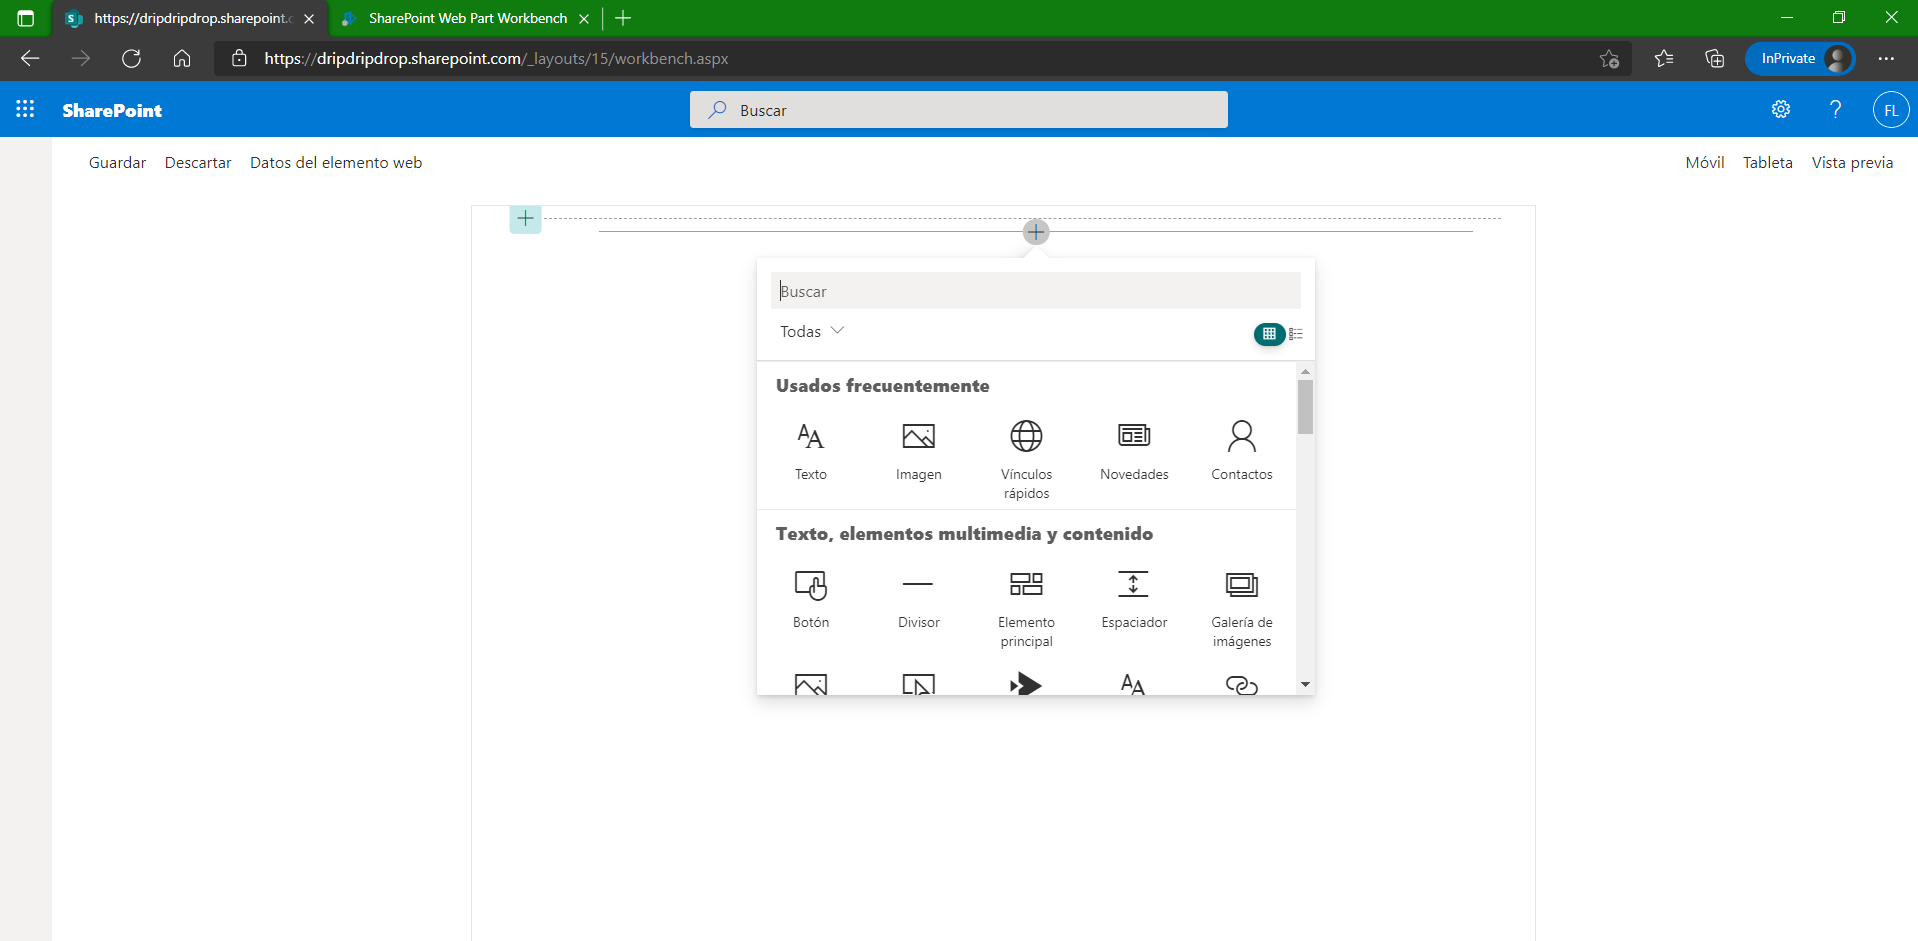 https://dripdripdrop.sharepoint.c
SharePoint Web Part Workbench
https://dripdripdrop.sharepoint.com/_layouts/15/workbench.aspx
InPrivate
SharePoint
Buscar
FL
Guardar Descartar Datos del elemento web
Móvil Tableta Vista previa
Buscar
Todas
Usados frecuentemente
Texto
Imagen
Vínculos
rápidos
Novedades
Contactos
Texto, elementos multimedia y contenido
Botón
Divisor
Elemento
principal
Espaciador
Galería de
imágenes